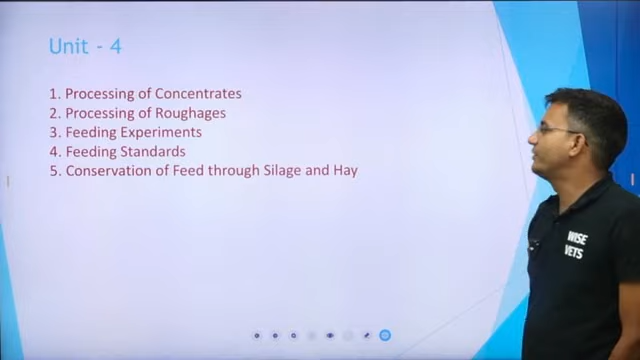 Unit - 4
1. Processing of Concentrates
2. Processing of Roughages
3. Feeding Experiments
4. Feeding Standards
5. Conservation of Feed through Silage and Hay
WISE
VETS